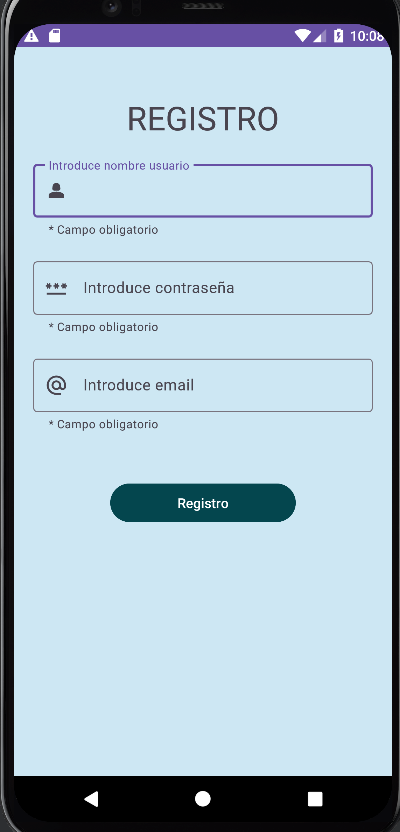 10:08
REGISTRO
Introduce nombre usuario
* Campo obligatorio
Introduce contraseña
* Campo obligatorio
Introduce email
* Campo obligatorio
Registro